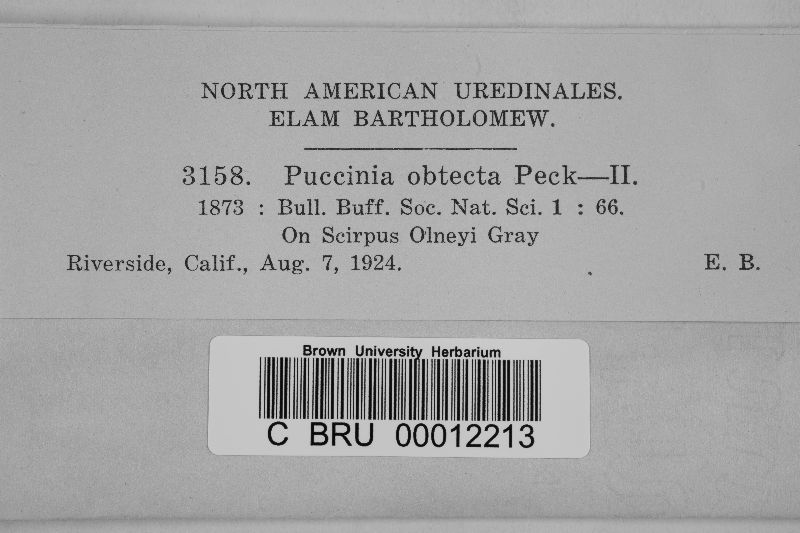 NORTH AMERICAN UREDINALES.
ELAM BARTHOLOMEW.
3158. Puccinia obtecta Peck—II.
1873 : Bull. Buff. Soc. Nat. Sci. 1 : 66.
On Scirpus Olneyi Gray
Riverside, Calif., Aug. 7, 1924. E. B.
Brown University Herbarium
C BRU 00012213